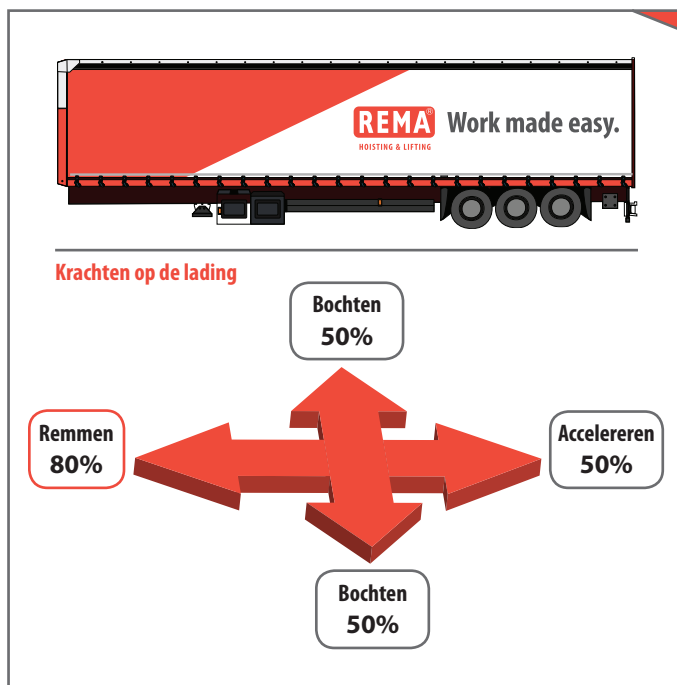 REMA®
HOISTING & LIFTING
Work made easy.
Krachten op de lading
Bochten
50%
Remmen
80%
Accelereren
50%
Bochten
50%